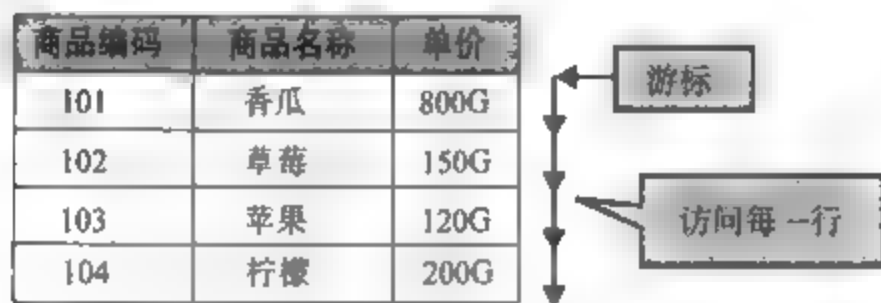 商品编码 商品名称 单价
101 香瓜 800G
102 草莓 150G
103 苹果 120G
104 柠檬 200G
游标
访问每一行